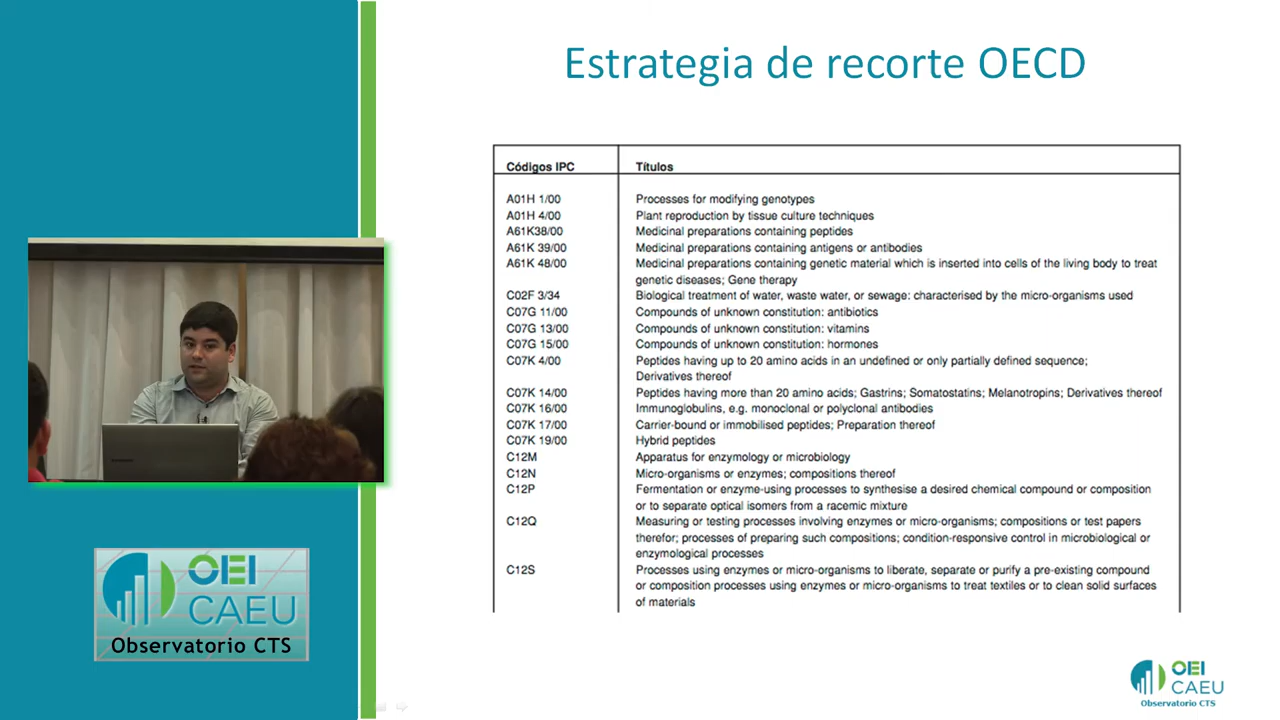 Estrategia de recorte OECD
Códigos IPC Títulos
A01H 1/00 Processes for modifying genotypes
A01H 4/00 Plant reproduction by tissue culture techniques
A61K38/00 Medicinal preparations containing peptides
A61K 39/00 Medicinal preparations containing antigens or antibodies
A61K 48/00 Medicinal preparations containing genetic material which is inserted into cells of the living body to treat
genetic diseases; Gene therapy
C02F 3/34 Biological treatment of water, waste water, or sewage: characterised by the micro-organisms used
C07G 11/00 Compounds of unknown constitution: antibiotics
C07G 13/00 Compounds of unknown constitution: vitamins
C07G 15/00 Compounds of unknown constitution: hormones
C07K 4/00 Peptides having up to 20 amino acids in an undefined or only partially defined sequence;
Derivatives thereof
C07K 14/00 Peptides having more than 20 amino acids; Gastrins; Somatostatins; Melanotropins; Derivatives thereof
C07K 16/00 Immunoglobulins, e.g. monoclonal or polyclonal antibodies
C07K 17/00 Carrier-bound or immobilised peptides; Preparation thereof
C07K 19/00 Hybrid peptides
C12M Apparatus for enzymology or microbiology
C12N Micro-organisms or enzymes; compositions thereof
C12P Fermentation or enzyme-using processes to synthesise a desired chemical compound or composition
or to separate optical isomers from a racemic mixture
C12Q Measuring or testing processes involving enzymes or micro-organisms; compositions or test papers
therefor; processes of preparing such compositions; condition-responsive control in microbiological or
enzymological processes
C12S Processes using enzymes or micro-organisms to liberate, separate or purify a pre-existing compound
or composition processes using enzymes or micro-organisms to treat textiles or to clean solid surfaces
of materials
OEI
CAEU
Observatorio CTS
OEI
CAEU
Observatorio CTS